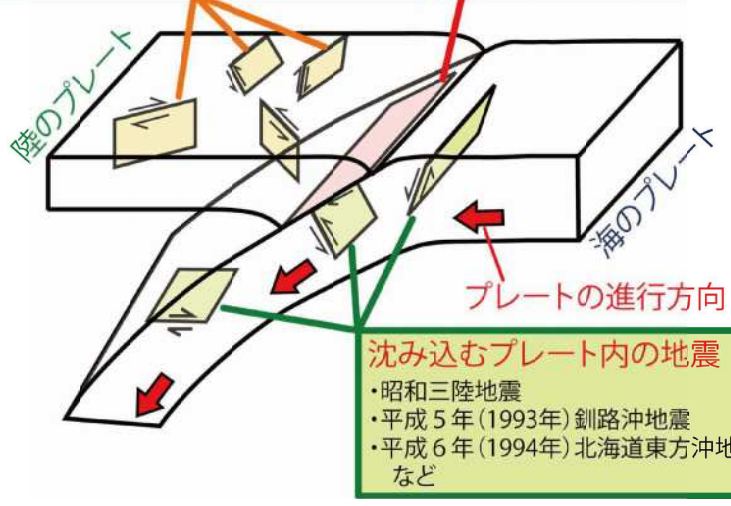 陸のプレート
海のプレート
プレートの進行方向
沈み込むプレート内の地震
・昭和三陸地震
・平成5年(1993年)釧路沖地震
・平成6年(1994年)北海道東方沖地
など